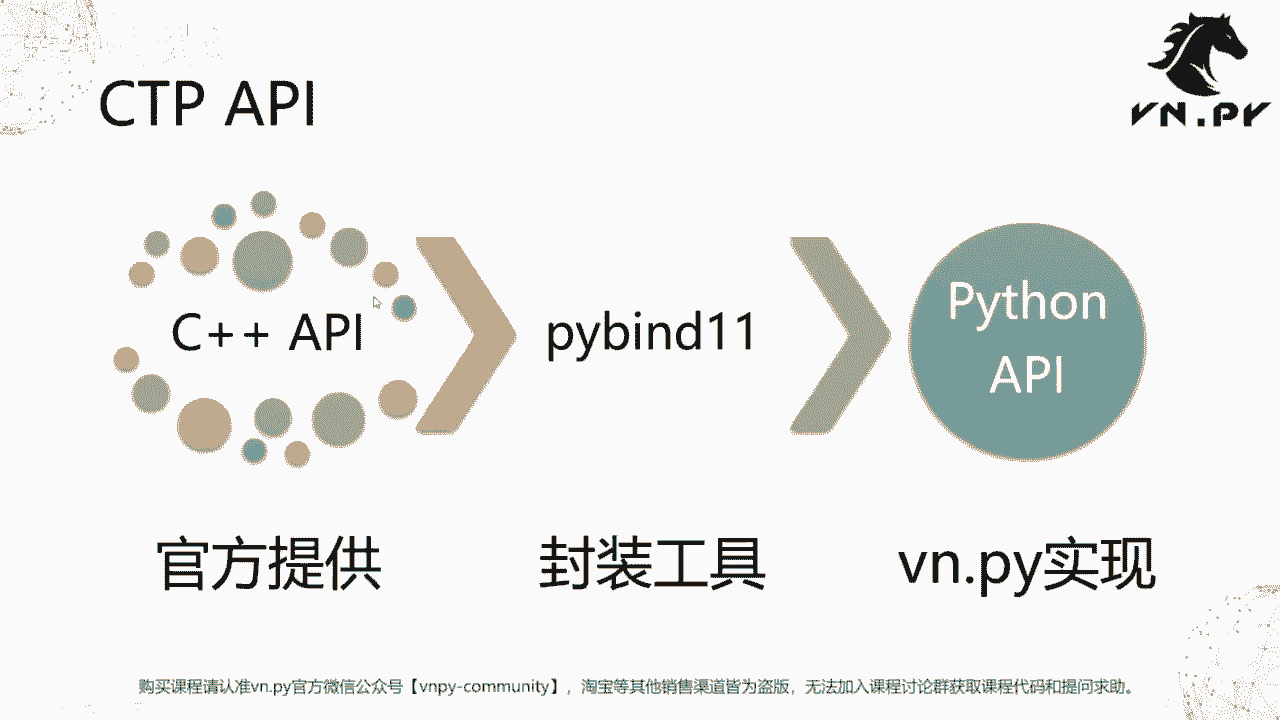 CTP API
VN.PY
C++ API
pybind11
Python
API
官方提供
封装工具
vn.py实现
购买课程请认准vn.py官方微信公众号【vnpy-community】，淘宝等其他销售渠道皆为盗版，无法加入课程讨论群获取课程代码和提问求助。